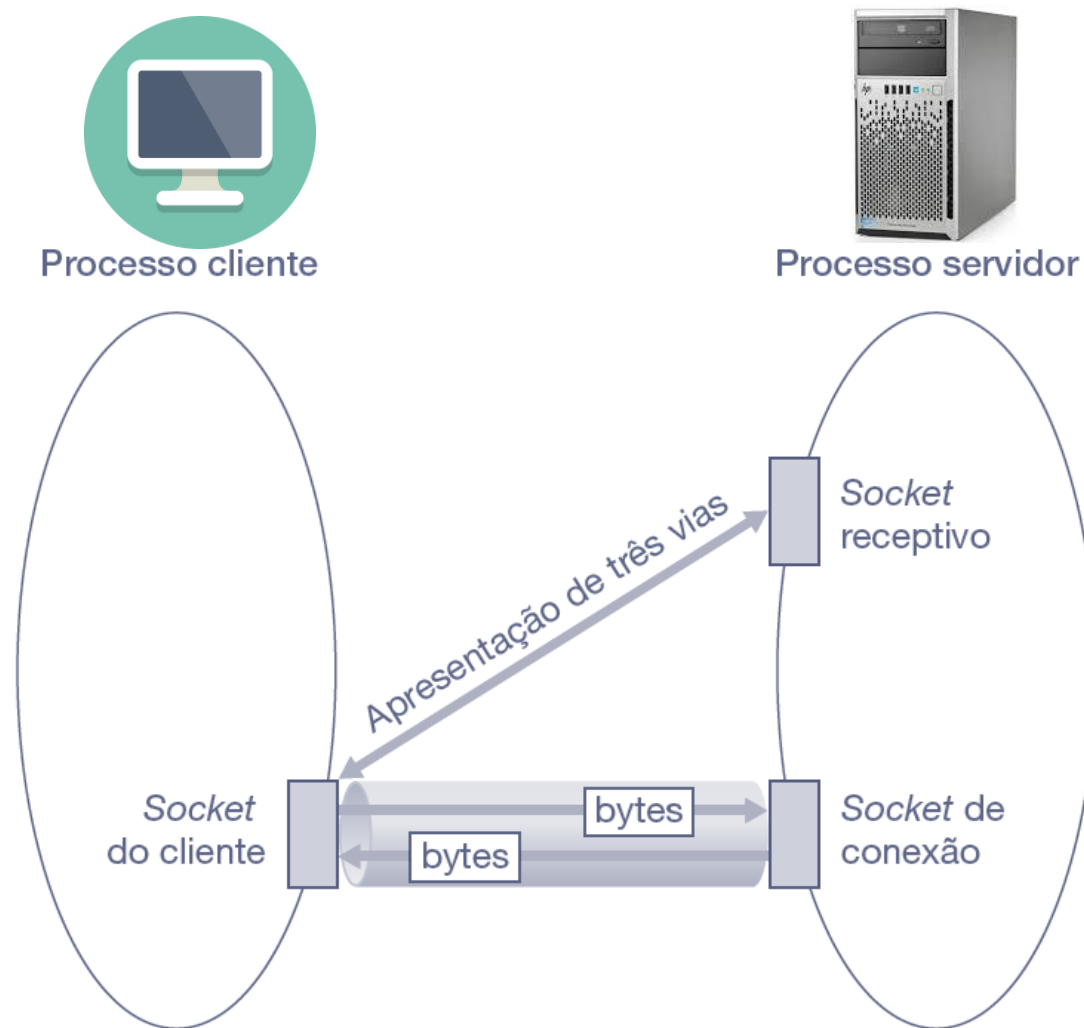 Processo cliente
Processo servidor
Socket
receptivo
Apresentação de três vias
Socket
do cliente
bytes
bytes
Socket de
conexão